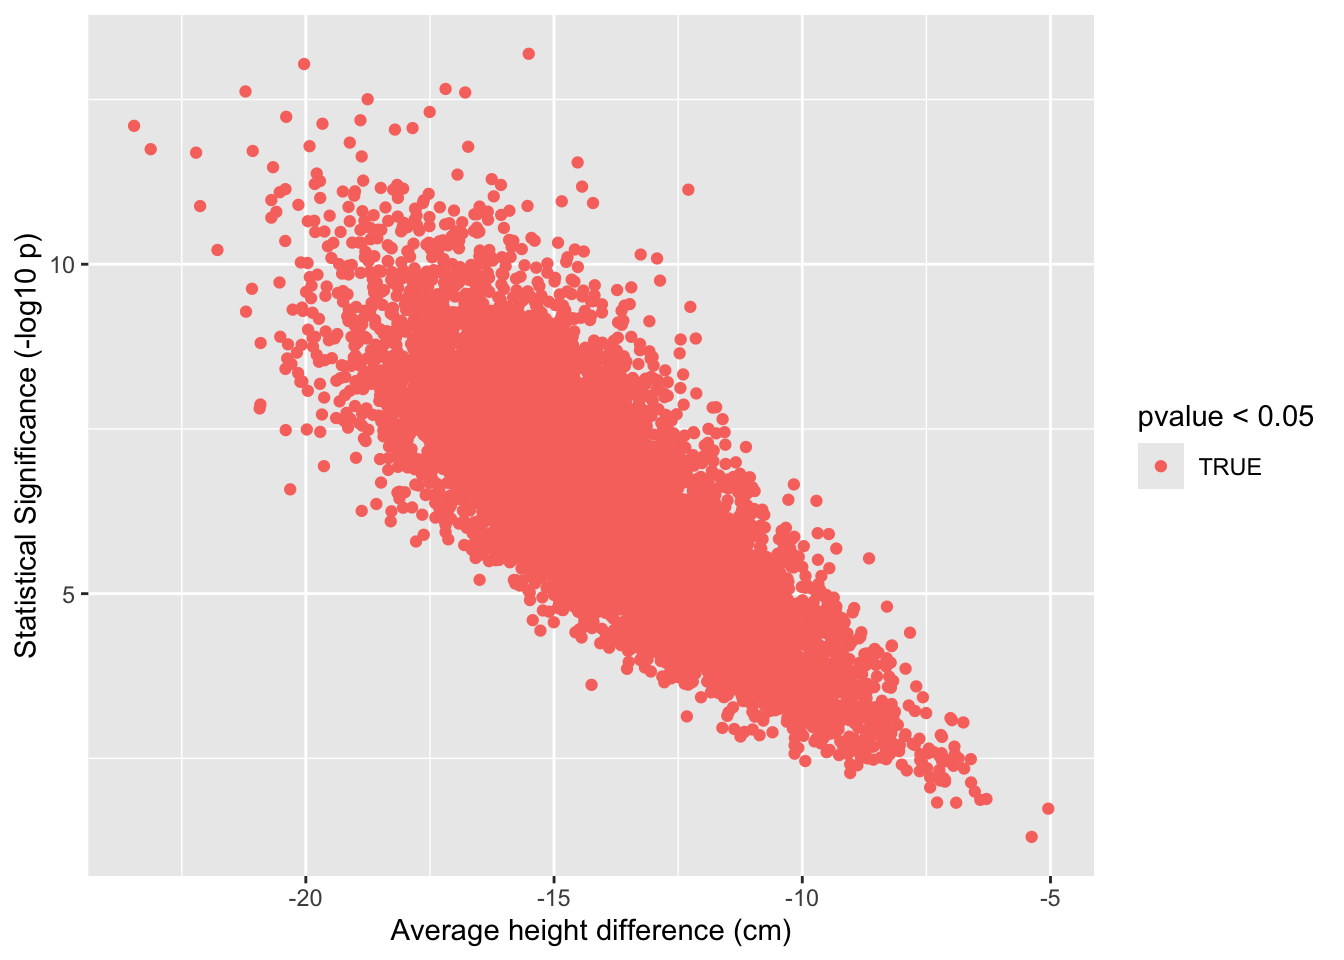 Statistical Significance (-log10 p)
10
5
-20
-15
-10
-5
Average height difference (cm)
pvalue < 0.05
TRUE